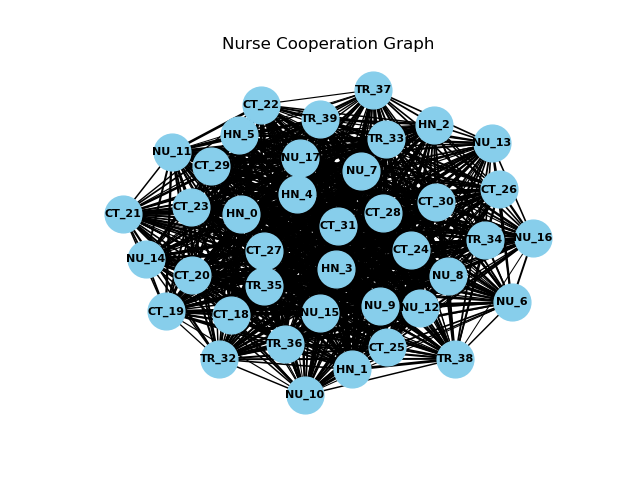 Nurse Cooperation Graph
TR_37
CT_22
TR_39
HN_2
HN_5
TR_33
NU_13
NU_11
NU_17
CT_29
NU_7
CT_26
HN_4
CT_30
CT_23
CT_21
HN_0
CT_28
CT_31
NU_16
TR_34
CT_27
CT_24
NU_14
HN_3
CT_20
NU_8
TR_35
NU_6
NU_9
NU_12
CT_19
NU_15
CT_18
TR_36
CT_25
TR_32
TR_38
HN_1
NU_10